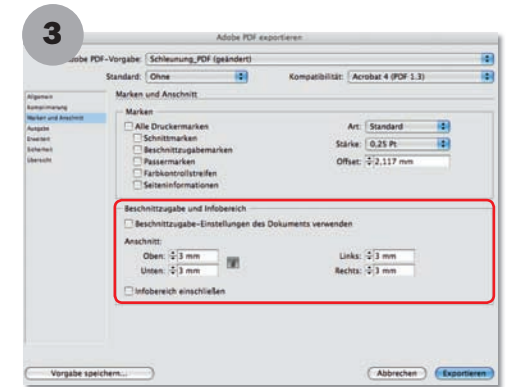 3
Adobe PDF exportieren
Adobe PDF-Vorgabe: Schleunung_PDF (geändert)
Standard: Ohne Kompatibilität: Acrobat 4 (PDF 1.3)
Allgemein
Komprimierung
Marken und Anschnitt
Ausgabe
Erweitert
Sicherheit
Übersicht
Marken und Anschnitt
Marken
Alle Druckermarken
Schnittmarken
Beschnittzugabemarken
Passermarken
Farbkontrollstreifen
Seiteninformationen
Art: Standard
Stärke: 0,25 Pt
Offset: 2,117 mm
Beschnittzugabe und Infobereich
Beschnittzugabe-Einstellungen des Dokuments verwenden
Anschnitt:
Oben: 3 mm Links: 3 mm
Unten: 3 mm Rechts: 3 mm
Infobereich einschließen
Vorgabe speichern... Abbrechen Exportieren